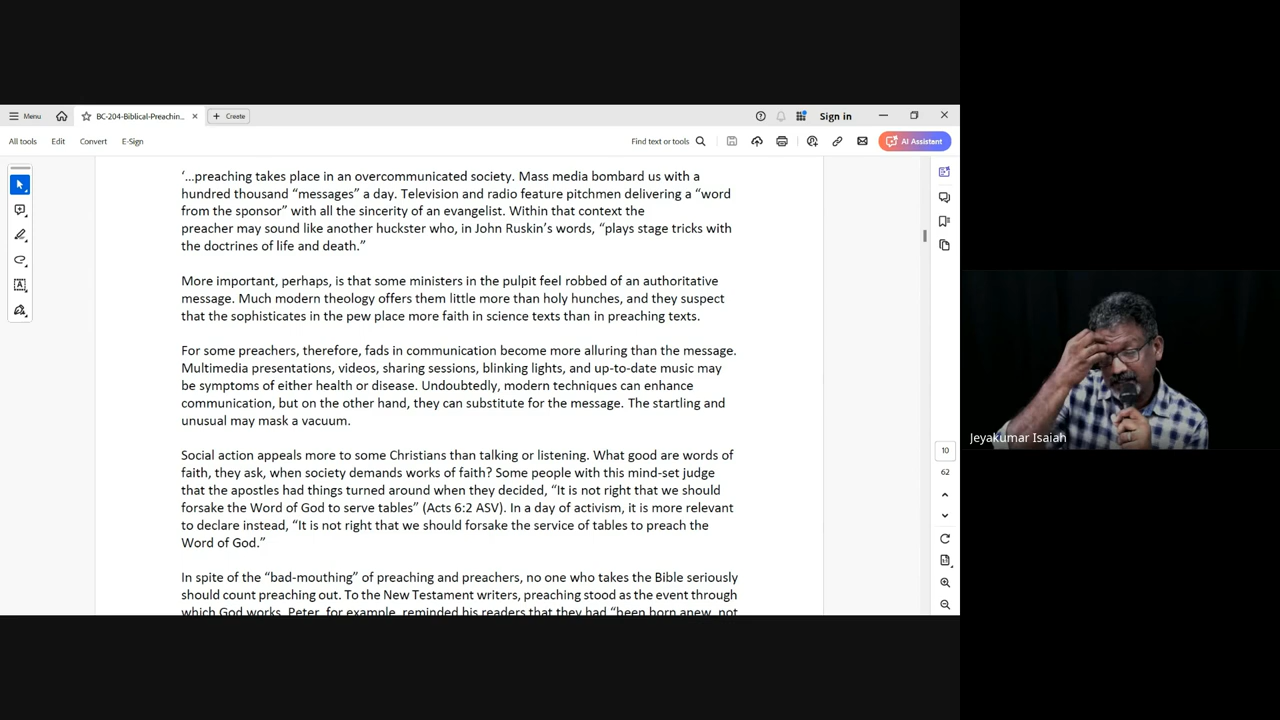 Menu
BC-204-Biblical-Preachin...
Create
Sign in
All tools
Edit
Convert
E-Sign
Find text or tools
AI Assistant
‘...preaching takes place in an overcommunicated society. Mass media bombard us with a
hundred thousand “messages” a day. Television and radio feature pitchmen delivering a “word
from the sponsor” with all the sincerity of an evangelist. Within that context the
preacher may sound like another huckster who, in John Ruskin’s words, “plays stage tricks with
the doctrines of life and death.”
More important, perhaps, is that some ministers in the pulpit feel robbed of an authoritative
message. Much modern theology offers them little more than holy hunches, and they suspect
that the sophisticates in the pew place more faith in science texts than in preaching texts.
For some preachers, therefore, fads in communication become more alluring than the message.
Multimedia presentations, videos, sharing sessions, blinking lights, and up-to-date music may
be symptoms of either health or disease. Undoubtedly, modern techniques can enhance
communication, but on the other hand, they can substitute for the message. The startling and
unusual may mask a vacuum.
Social action appeals more to some Christians than talking or listening. What good are words of
faith, they ask, when society demands works of faith? Some people with this mind-set judge
that the apostles had things turned around when they decided, “It is not right that we should
forsake the Word of God to serve tables” (Acts 6:2 ASV). In a day of activism, it is more relevant
to declare instead, “It is not right that we should forsake the service of tables to preach the
Word of God.”
In spite of the “bad-mouthing” of preaching and preachers, no one who takes the Bible seriously
should count preaching out. To the New Testament writers, preaching stood as the event through
which God works. Peter, for example, reminded his readers that they had “been born anew, not
10
62
Jeyakumar Isaiah